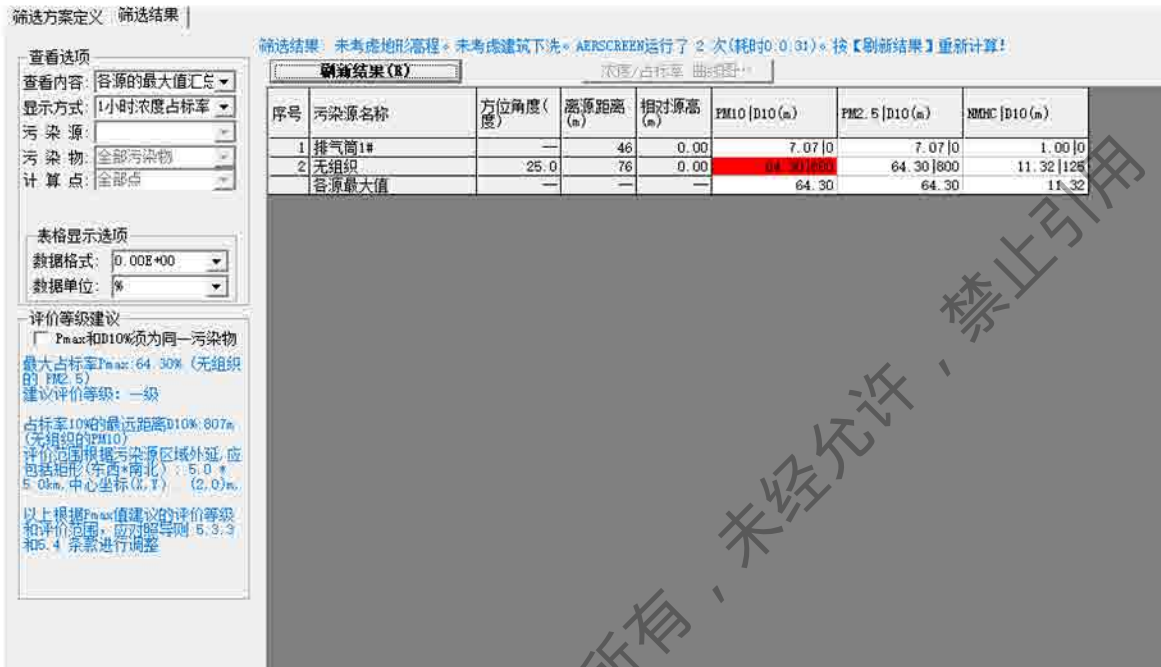 筛选方案定义 筛选结果
筛选结果: 未考虑地形高程。未考虑建筑下洗。AERSCREEN运行了 2 次(耗时0:0:31)。按【刷新结果】重新计算!
查看选项
查看内容: 各源的最大值汇总
显示方式: 1小时浓度占标率
污 染 源:
污 染 物: 全部污染物
计 算 点: 全部点
表格显示选项
数据格式: 0.00E+00
数据单位: %
评价等级建议
Pmax和D10%须为同一污染物
最大占标率Pmax:64.30% (无组织
的 PM2.5)
建议评价等级: 一级
占标率10%的最远距离D10%:807m
(无组织的PM10)
评价范围根据污染源区域外延,应
包括矩形(东西*南北): 5.0 *
5.0km,中心坐标(X,Y) (2,0)m.
以上根据Pmax值建议的评价等级
和评价范围, 应对照导则 5.3.3
和5.4 条款进行调整
刷新结果(R) 浓度/占标率 曲线图…
序号 污染源名称 方位角度(度) 离源距离(m) 相对源高(m) PM10|D10(m) PM2.5|D10(m) NMHC|D10(m)
1 排气筒1# — 46 0.00 7.07|0 7.07|0 1.00|0
2 无组织 25.0 76 0.00 64.30|800 64.30|800 11.32|125
各源最大值 — — — 64.30 64.30 11.32
所有,未经允许,禁止引用